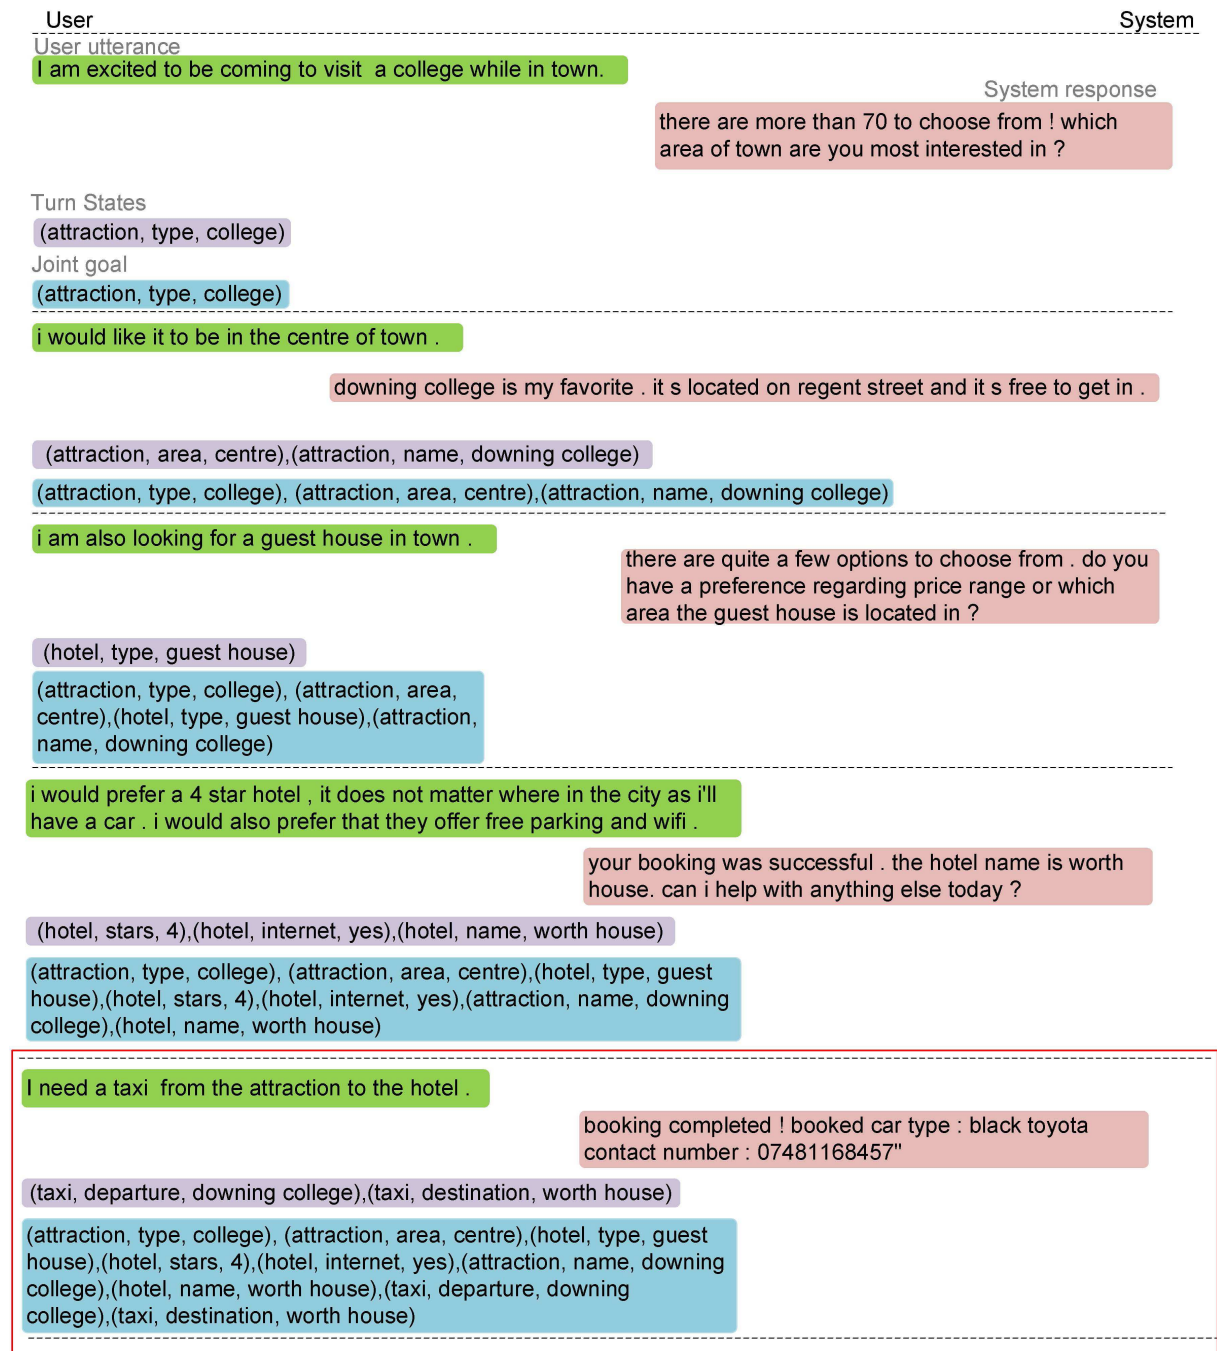 User System
User utterance
I am excited to be coming to visit  a college while in town.
System response
there are more than 70 to choose from ! which
area of town are you most interested in ?
Turn States
(attraction, type, college)
Joint goal
(attraction, type, college)
i would like it to be in the centre of town .
downing college is my favorite . it s located on regent street and it s free to get in .
(attraction, area, centre),(attraction, name, downing college)
(attraction, type, college), (attraction, area, centre),(attraction, name, downing college)
i am also looking for a guest house in town .
there are quite a few options to choose from . do you
have a preference regarding price range or which
area the guest house is located in ?
(hotel, type, guest house)
(attraction, type, college), (attraction, area,
centre),(hotel, type, guest house),(attraction,
name, downing college)
i would prefer a 4 star hotel , it does not matter where in the city as i'll
have a car . i would also prefer that they offer free parking and wifi .
your booking was successful . the hotel name is worth
house. can i help with anything else today ?
(hotel, stars, 4),(hotel, internet, yes),(hotel, name, worth house)
(attraction, type, college), (attraction, area, centre),(hotel, type, guest
house),(hotel, stars, 4),(hotel, internet, yes),(attraction, name, downing
college),(hotel, name, worth house)
I need a taxi  from the attraction to the hotel .
booking completed ! booked car type : black toyota
contact number : 07481168457"
(taxi, departure, downing college),(taxi, destination, worth house)
(attraction, type, college), (attraction, area, centre),(hotel, type, guest
house),(hotel, stars, 4),(hotel, internet, yes),(attraction, name, downing
college),(hotel, name, worth house),(taxi, departure, downing
college),(taxi, destination, worth house)